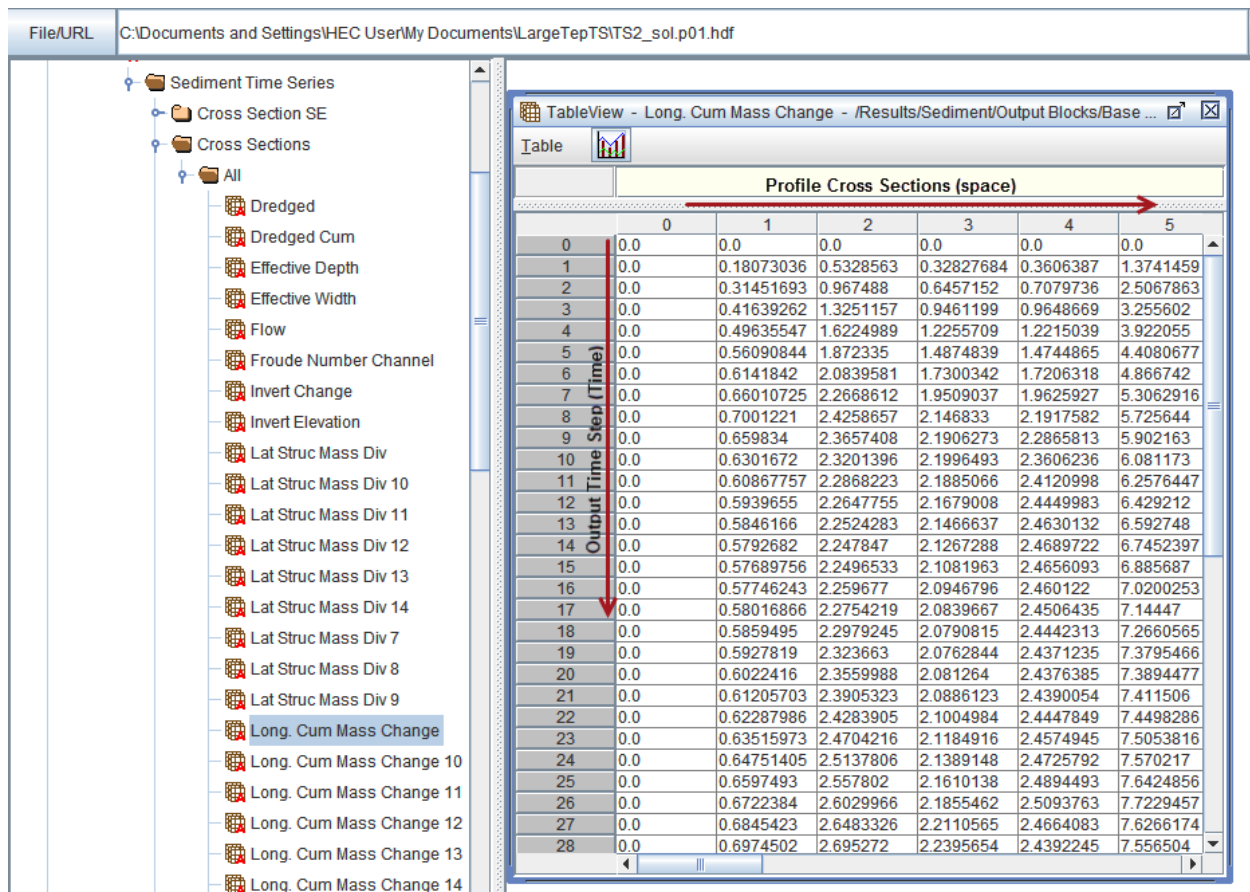 File/URL C:\Documents and Settings\HEC User\My Documents\LargeTepTS\TS2_sol.p01.hdf
Sediment Time Series
Cross Section SE
Cross Sections
All
Dredged
Dredged Cum
Effective Depth
Effective Width
Flow
Froude Number Channel
Invert Change
Invert Elevation
Lat Struc Mass Div
Lat Struc Mass Div 10
Lat Struc Mass Div 11
Lat Struc Mass Div 12
Lat Struc Mass Div 13
Lat Struc Mass Div 14
Lat Struc Mass Div 7
Lat Struc Mass Div 8
Lat Struc Mass Div 9
Long. Cum Mass Change
Long. Cum Mass Change 10
Long. Cum Mass Change 11
Long. Cum Mass Change 12
Long. Cum Mass Change 13
Long. Cum Mass Change 14
TableView - Long. Cum Mass Change - /Results/Sediment/Output Blocks/Base ...
Table
Profile Cross Sections (space)
Output Time Step (Time)
0 1 2 3 4 5
0 0.0 0.0 0.0 0.0 0.0 0.0
1 0.0 0.18073036 0.5328563 0.32827684 0.3606387 1.3741459
2 0.0 0.31451693 0.967488 0.6457152 0.7079736 2.5067863
3 0.0 0.41639262 1.3251157 0.9461199 0.9648669 3.255602
4 0.0 0.49635547 1.6224989 1.2255709 1.2215039 3.922055
5 0.0 0.56090844 1.872335 1.4874839 1.4744865 4.4080677
6 0.0 0.6141842 2.0839581 1.7300342 1.7206318 4.866742
7 0.0 0.66010725 2.2668612 1.9509037 1.9625927 5.3062916
8 0.0 0.7001221 2.4258657 2.146833 2.1917582 5.725644
9 0.0 0.659834 2.3657408 2.1906273 2.2865813 5.902163
10 0.0 0.6301672 2.3201396 2.1996493 2.3606236 6.081173
11 0.0 0.60867757 2.2868223 2.1885066 2.4120998 6.2576447
12 0.0 0.5939655 2.2647755 2.1679008 2.4449983 6.429212
13 0.0 0.5846166 2.2524283 2.1466637 2.4630132 6.592748
14 0.0 0.5792682 2.247847 2.1267288 2.4689722 6.7452397
15 0.0 0.57689756 2.2496533 2.1081963 2.4656093 6.885687
16 0.0 0.57746243 2.259677 2.0946796 2.460122 7.0200253
17 0.0 0.58016866 2.2754219 2.0839667 2.4506435 7.14447
18 0.0 0.5859495 2.2979245 2.0790815 2.4442313 7.2660565
19 0.0 0.5927819 2.323663 2.0762844 2.4371235 7.3795466
20 0.0 0.6022416 2.3559988 2.081264 2.4376385 7.3894477
21 0.0 0.61205703 2.3905323 2.0886123 2.4390054 7.411506
22 0.0 0.62287986 2.4283905 2.1004984 2.4447849 7.4498286
23 0.0 0.63515973 2.4704216 2.1184916 2.4574945 7.5053816
24 0.0 0.64751405 2.5137806 2.1389148 2.4725792 7.570217
25 0.0 0.6597493 2.557802 2.1610138 2.4894493 7.6424856
26 0.0 0.6722384 2.6029966 2.1855462 2.5093763 7.7229457
27 0.0 0.6845423 2.6483326 2.2110565 2.4664083 7.6266174
28 0.0 0.6974502 2.695272 2.2395654 2.4392245 7.556504